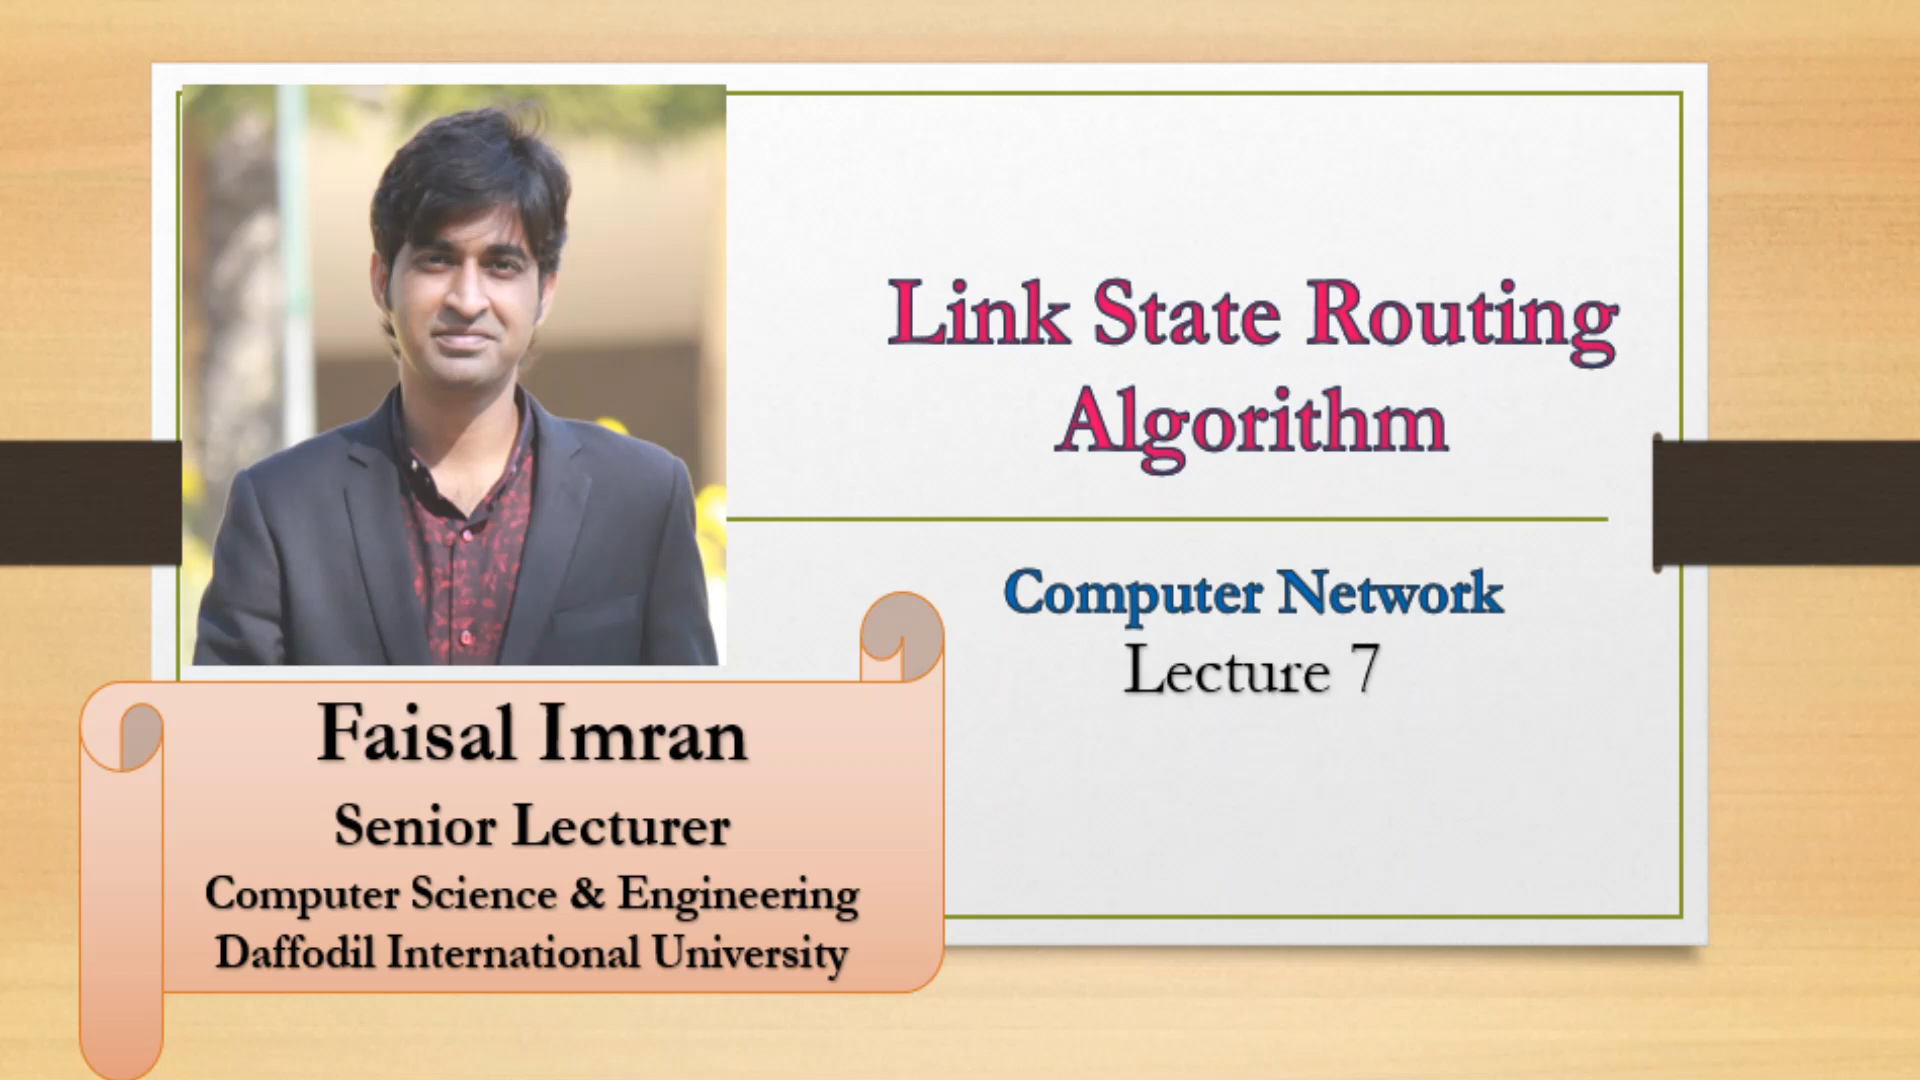 Link State Routing
Algorithm
Computer Network
Lecture 7
Faisal Imran
Senior Lecturer
Computer Science & Engineering
Daffodil International University